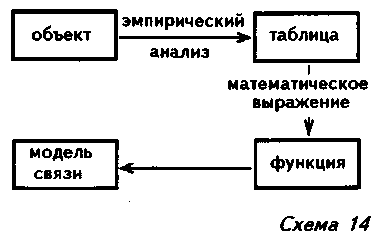 объект
эмпирический
анализ
таблица
математическое
выражение
модель
связи
функция
Схема 14